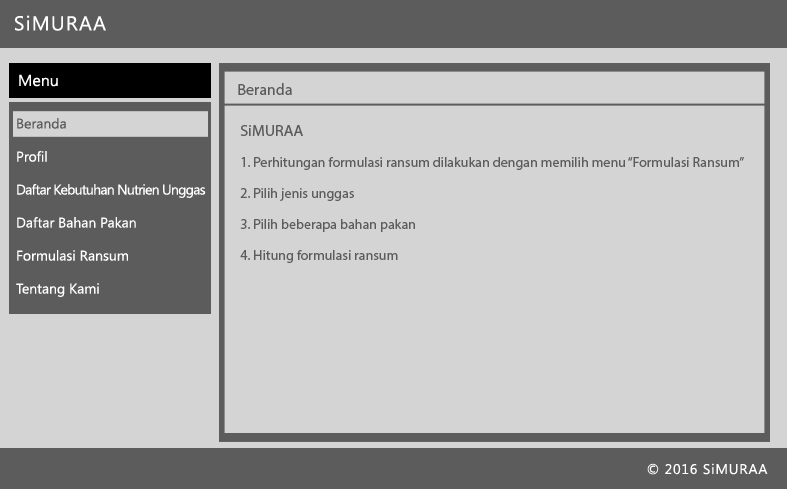 SiMURAA
Menu
Beranda
Profil
Daftar Kebutuhan Nutrien Unggas
Daftar Bahan Pakan
Formulasi Ransum
Tentang Kami
Beranda
SiMURAA
1. Perhitungan formulasi ransum dilakukan dengan memilih menu “Formulasi Ransum”
2. Pilih jenis unggas
3. Pilih beberapa bahan pakan
4. Hitung formulasi ransum
© 2016 SiMURAA